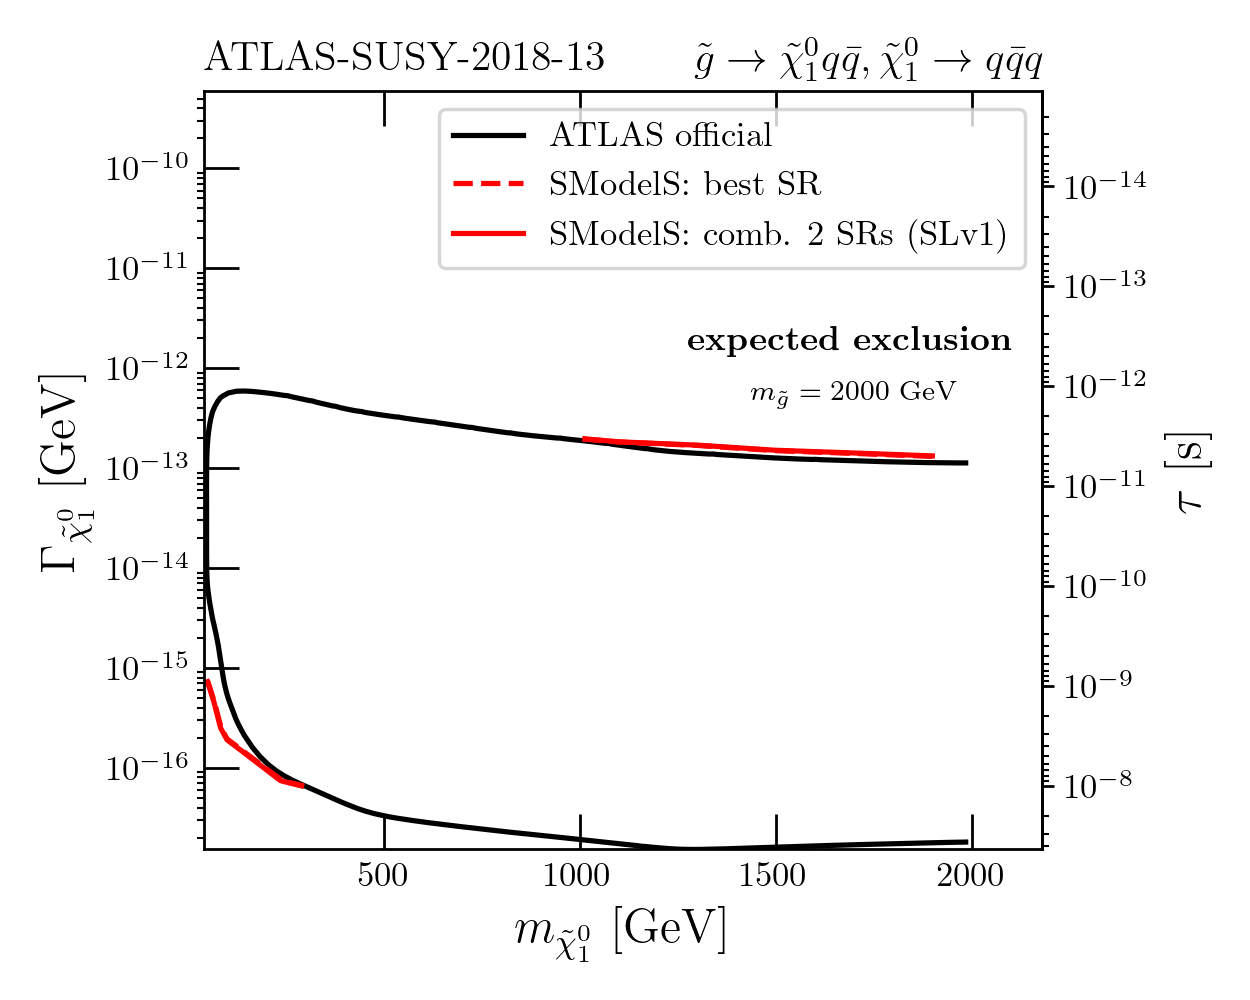 ATLAS-SUSY-2018-13
g̃ → χ̃₁⁰qq̄, χ̃₁⁰ → qq̄q
ATLAS official
SModelS: best SR
SModelS: comb. 2 SRs (SLv1)
expected exclusion
m_g̃ = 2000 GeV
Γ_χ̃₁⁰ [GeV]
10⁻¹⁰
10⁻¹¹
10⁻¹²
10⁻¹³
10⁻¹⁴
10⁻¹⁵
10⁻¹⁶
10⁻¹⁴
10⁻¹³
10⁻¹²
10⁻¹¹
10⁻¹⁰
10⁻⁹
10⁻⁸
τ [s]
500 1000 1500 2000
m_χ̃₁⁰ [GeV]